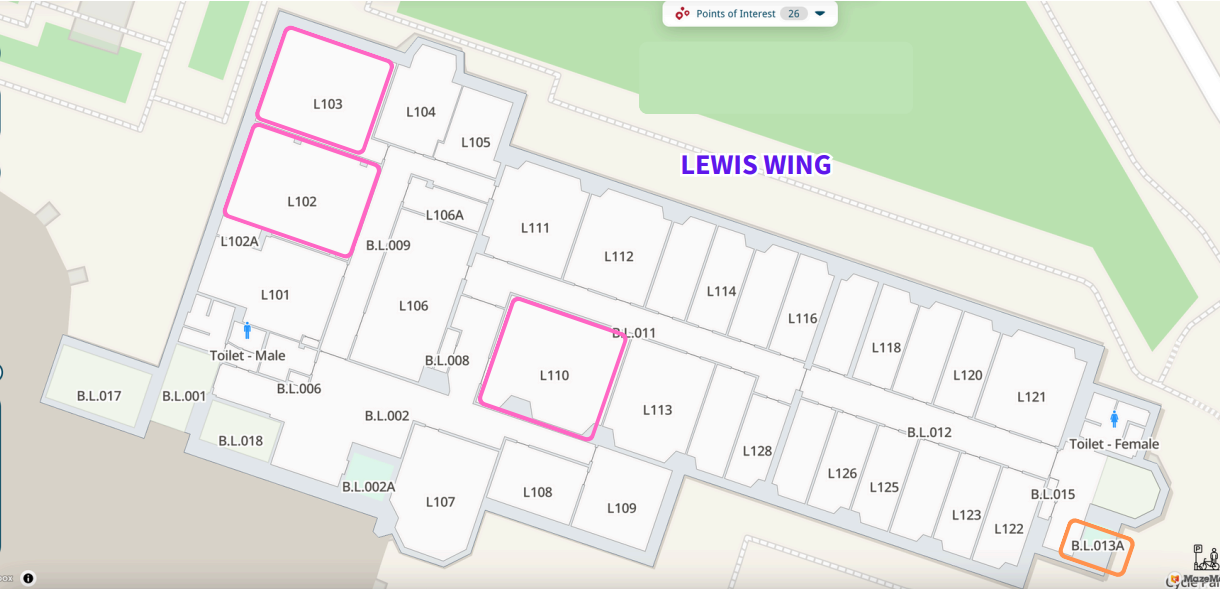 Points of Interest 26
L103
L104
L105
LEWIS WING
L102
L106A
L111
L102A
B.L.009
L112
L101
L106
L114
L116
B.L.011
Toilet - Male
B.L.008
L118
L110
L120
B.L.006
B.L.017
B.L.001
L121
L113
B.L.002
B.L.018
B.L.012
Toilet - Female
L128
B.L.002A
L126
L125
L107
L108
B.L.015
L109
L123
L122
B.L.013A
P
box
MazeM
Cycle Par